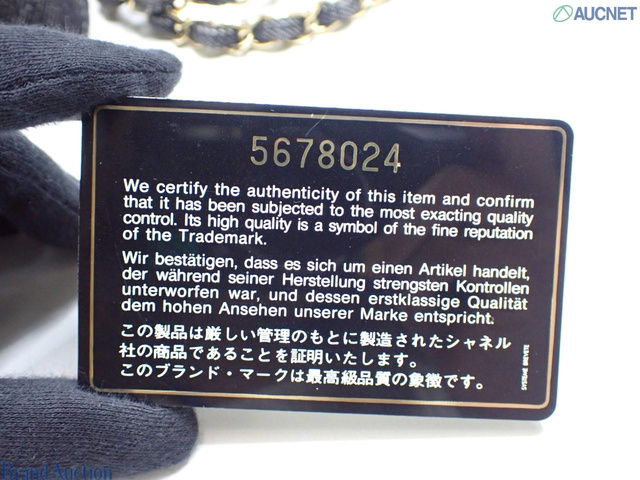 AUCNET
5678024
We certify the authenticity of this item and confirm
that it has been subjected to the most exacting quality
control. Its high quality is a symbol of the fine reputation
of the Trademark.
Wir bestätigen, dass es sich um einen Artikel handelt,
der während seiner Herstellung strengsten Kontrollen
unterworfen war, und dessen erstklassige Qualität
dem hohen Ansehen unserer Marke entspricht.
この製品は厳しい管理のもとに製造されたシャネル
社の商品であることを証明いたします。
このブランド・マークは最高級品質の象徴です。
SYSTEME BREVETE
Brand Auction